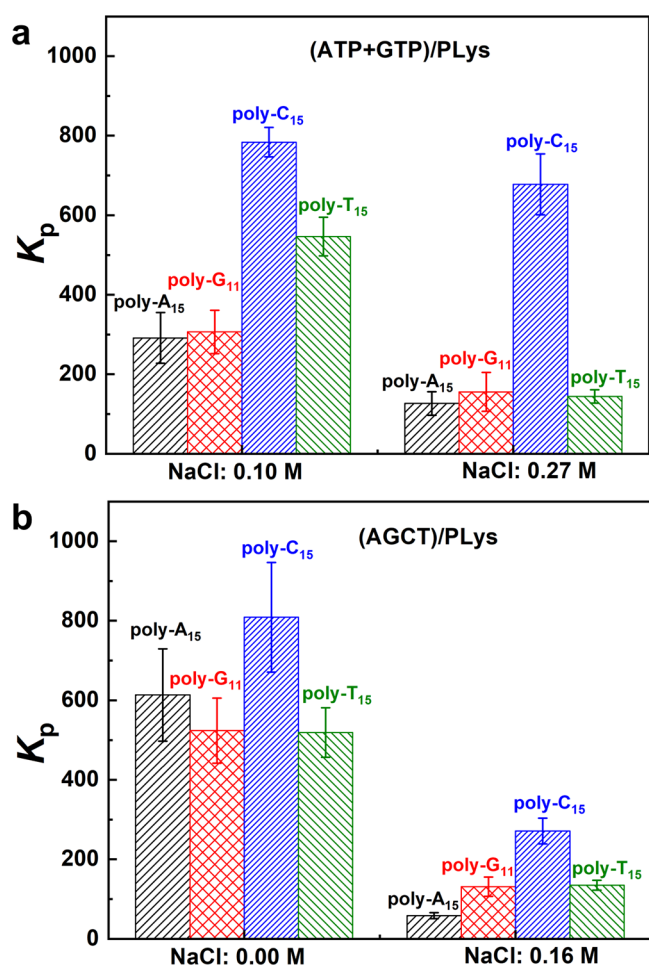 a
(ATP+GTP)/PLys
1000
800
600
400
200
0
Kp
poly-A15
poly-G11
poly-C15
poly-T15
poly-A15
poly-G11
poly-C15
poly-T15
NaCl: 0.10 M
NaCl: 0.27 M
b
(AGCT)/PLys
1000
800
600
400
200
0
Kp
poly-A15
poly-G11
poly-C15
poly-T15
poly-A15
poly-G11
poly-C15
poly-T15
NaCl: 0.00 M
NaCl: 0.16 M